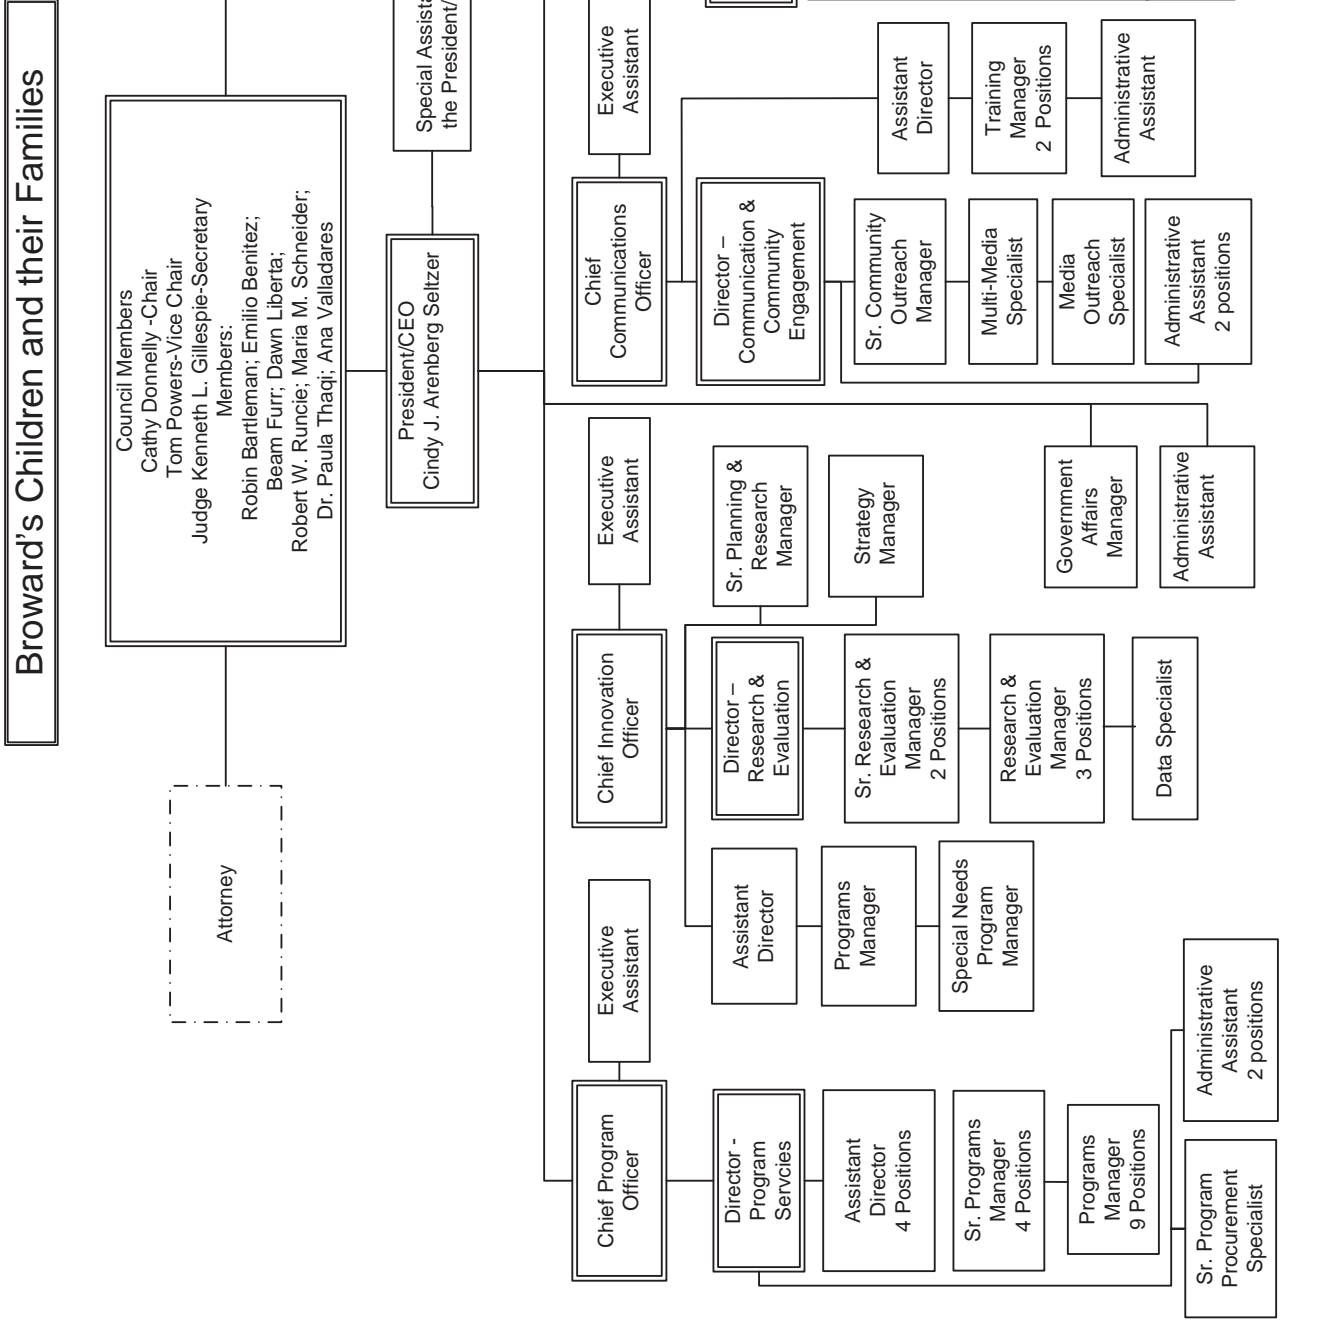 Broward's Children and their Families
Council Members
Cathy Donnelly -Chair
Tom Powers-Vice Chair
Judge Kenneth L. Gillespie-Secretary
Members:
Robin Bartleman; Emilio Benitez;
Beam Furr; Dawn Liberta;
Robert W. Runcie; Maria M. Schneider;
Dr. Paula Thaqi; Ana Valladares
Attorney
President/CEO
Cindy J. Arenberg Seltzer
Special
the President/
Chief Program
Officer
Executive
Assistant
Director -
Program
Servcies
Assistant
Director
4 Positions
Sr. Programs
Manager
4 Positions
Programs
Manager
9 Positions
Sr. Program
Procurement
Specialist
Administrative
Assistant
2 positions
Chief Innovation
Officer
Executive
Assistant
Assistant
Director
Programs
Manager
Special Needs
Program
Manager
Director –
Research &
Evaluation
Sr. Research &
Evaluation
Manager
2 Positions
Research &
Evaluation
Manager
3 Positions
Data Specialist
Sr. Planning &
Research
Manager
Strategy
Manager
Government
Affairs
Manager
Administrative
Assistant
Chief
Communications
Officer
Executive
Assistant
Director –
Communication &
Community
Engagement
Sr. Community
Outreach
Manager
Multi-Media
Specialist
Media
Outreach
Specialist
Administrative
Assistant
2 positions
Assistant
Director
Training
Manager
2 Positions
Administrative
Assistant